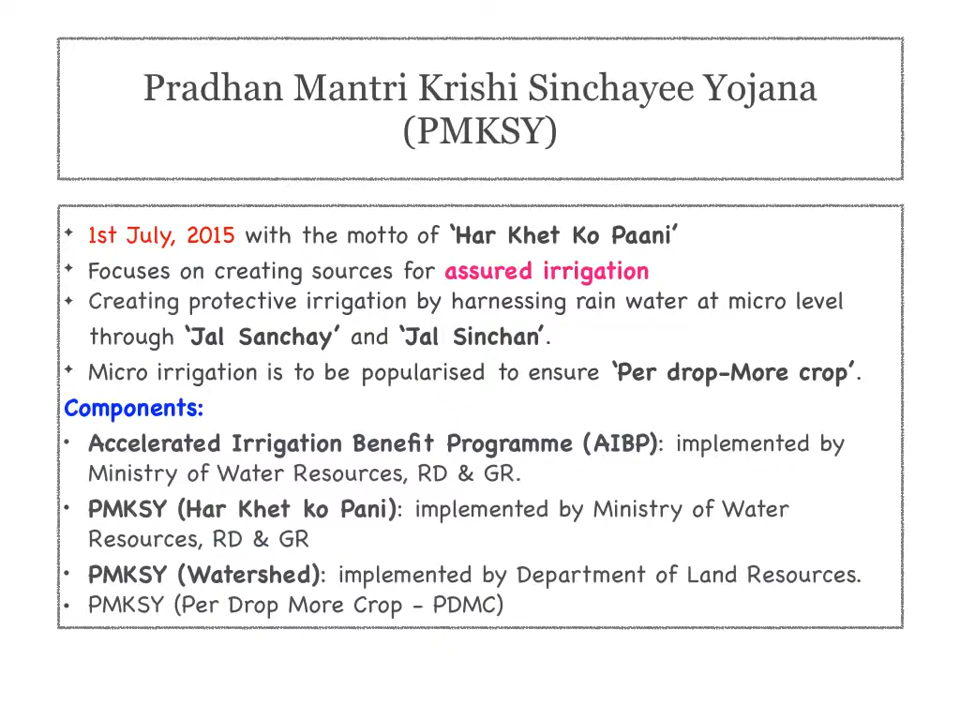 Pradhan Mantri Krishi Sinchayee Yojana
(PMKSY)
✦ 1st July, 2015 with the motto of ‘Har Khet Ko Paani’
✦ Focuses on creating sources for assured irrigation
✦ Creating protective irrigation by harnessing rain water at micro level
through ‘Jal Sanchay’ and ‘Jal Sinchan’.
✦ Micro irrigation is to be popularised to ensure ‘Per drop-More crop’.
Components:
• Accelerated Irrigation Benefit Programme (AIBP): implemented by
Ministry of Water Resources, RD & GR.
• PMKSY (Har Khet ko Pani): implemented by Ministry of Water
Resources, RD & GR
• PMKSY (Watershed): implemented by Department of Land Resources.
• PMKSY (Per Drop More Crop - PDMC)